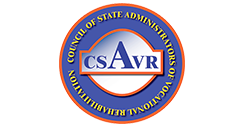 COUNCIL OF STATE ADMINISTRATORS OF VOCATIONAL REHABILITATION
CSAVR